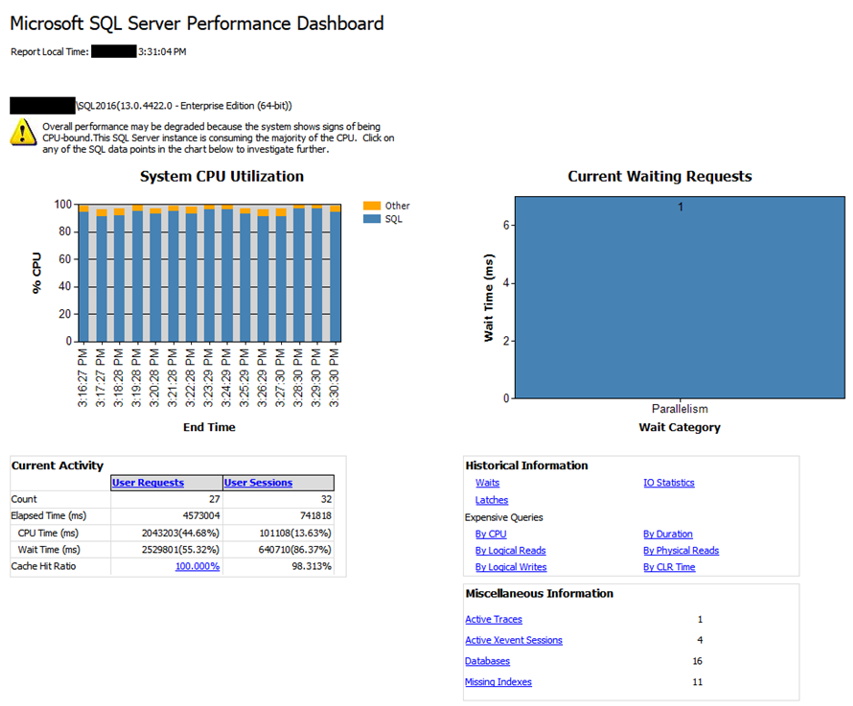 Microsoft SQL Server Performance Dashboard
Report Local Time: 3:31:04 PM
\SQL2016(13.0.4422.0 - Enterprise Edition (64-bit))
Overall performance may be degraded because the system shows signs of being
CPU-bound.This SQL Server instance is consuming the majority of the CPU. Click on
any of the SQL data points in the chart below to investigate further.
System CPU Utilization
100
80
60
40
20
0
% CPU
3:16:27 PM
3:17:27 PM
3:18:28 PM
3:19:28 PM
3:20:28 PM
3:21:28 PM
3:22:28 PM
3:23:29 PM
3:24:29 PM
3:25:29 PM
3:26:29 PM
3:27:30 PM
3:28:30 PM
3:29:30 PM
3:30:30 PM
End Time
Other
SQL
Current Waiting Requests
1
6
4
2
0
Wait Time (ms)
Parallelism
Wait Category
Current Activity
User Requests User Sessions
Count 27 32
Elapsed Time (ms) 4573004 741818
CPU Time (ms) 2043203(44.68%) 101108(13.63%)
Wait Time (ms) 2529801(55.32%) 640710(86.37%)
Cache Hit Ratio 100.000% 98.313%
Historical Information
Waits IO Statistics
Latches
Expensive Queries
By CPU By Duration
By Logical Reads By Physical Reads
By Logical Writes By CLR Time
Miscellaneous Information
Active Traces 1
Active Xevent Sessions 4
Databases 16
Missing Indexes 11